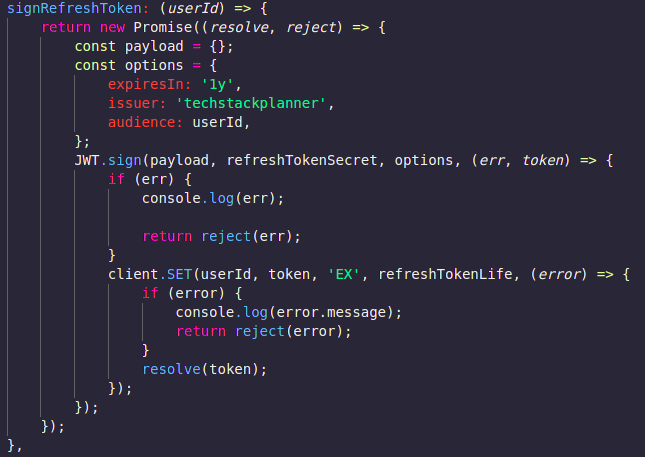 signRefreshToken: (userId) => {
return new Promise((resolve, reject) => {
const payload = {};
const options = {
expiresIn: '1y',
issuer: 'techstackplanner',
audience: userId,
};
JWT.sign(payload, refreshTokenSecret, options, (err, token) => {
if (err) {
console.log(err);
return reject(err);
}
client.SET(userId, token, 'EX', refreshTokenLife, (error) => {
if (error) {
console.log(error.message);
return reject(error);
}
resolve(token);
});
});
});
},